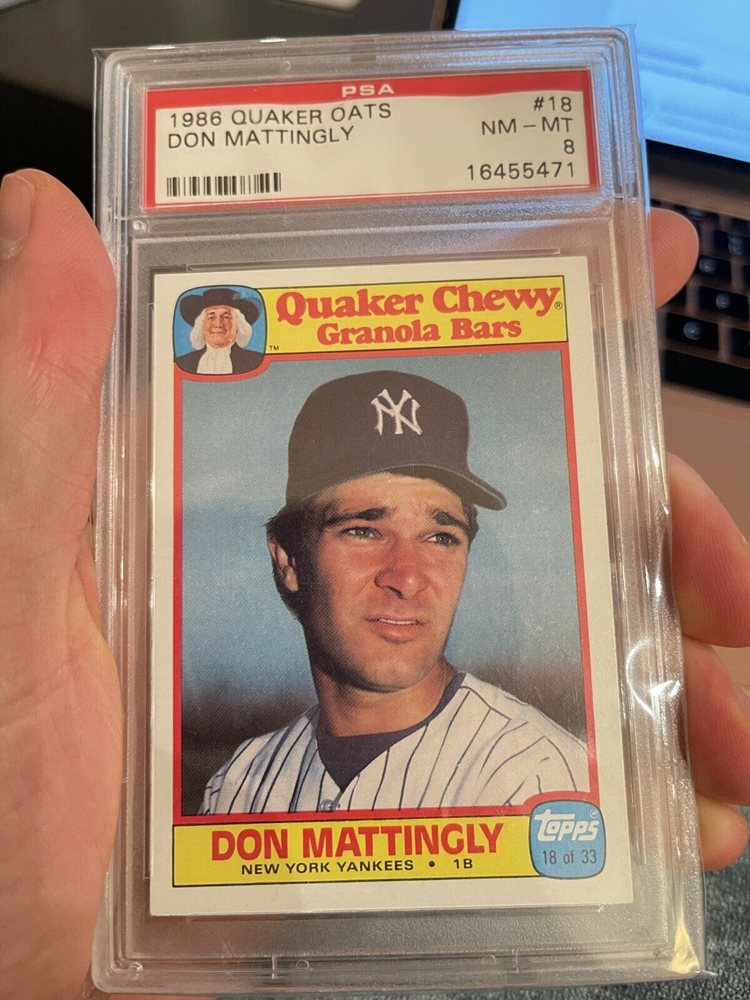 PSA
1986 QUAKER OATS #18
DON MATTINGLY NM - MT
8
16455471
Quaker Chewy®
Granola Bars
TM
NY
DON MATTINGLY
NEW YORK YANKEES • 1B
TOPPS®
18 of 33